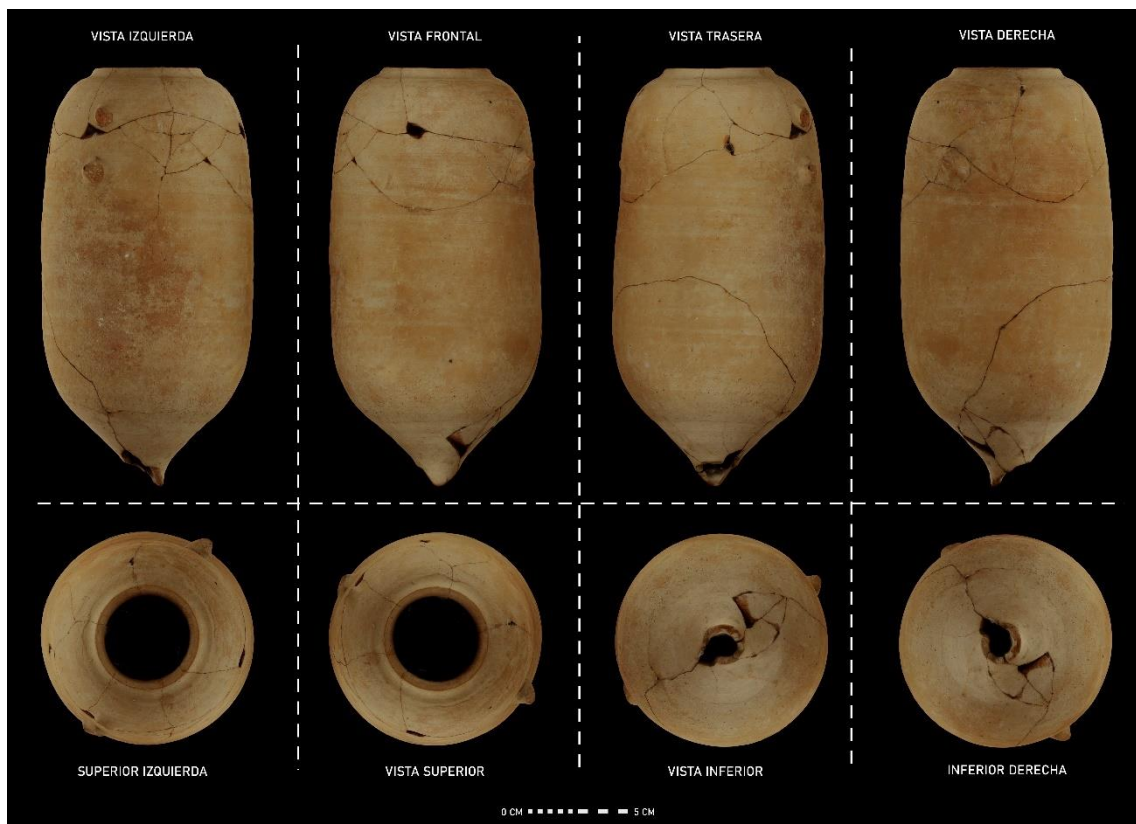 VISTA IZQUIERDA
VISTA FRONTAL
VISTA TRASERA
VISTA DERECHA
SUPERIOR IZQUIERDA
VISTA SUPERIOR
VISTA INFERIOR
INFERIOR DERECHA
0 CM 5 CM